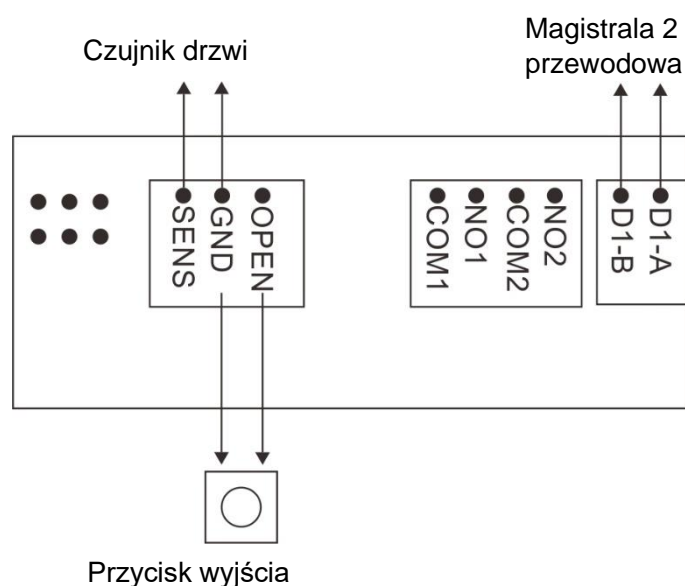 Czujnik drzwi
Magistrala 2
przewodowa
SENS
GND
OPEN
COM1
NO1
COM2
NO2
D1-B
D1-A
Przycisk wyjścia